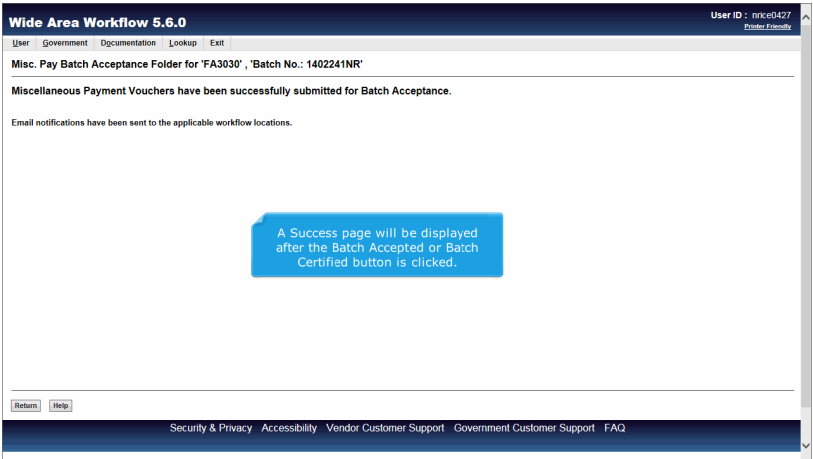 Wide Area Workflow 5.6.0
User ID : nrice0427
Printer Friendly
User Government Documentation Lookup Exit
Misc. Pay Batch Acceptance Folder for 'FA3030' , 'Batch No.: 1402241NR'
Miscellaneous Payment Vouchers have been successfully submitted for Batch Acceptance.
Email notifications have been sent to the applicable workflow locations.
A Success page will be displayed
after the Batch Accepted or Batch
Certified button is clicked.
Return Help
Security & Privacy Accessibility Vendor Customer Support Government Customer Support FAQ